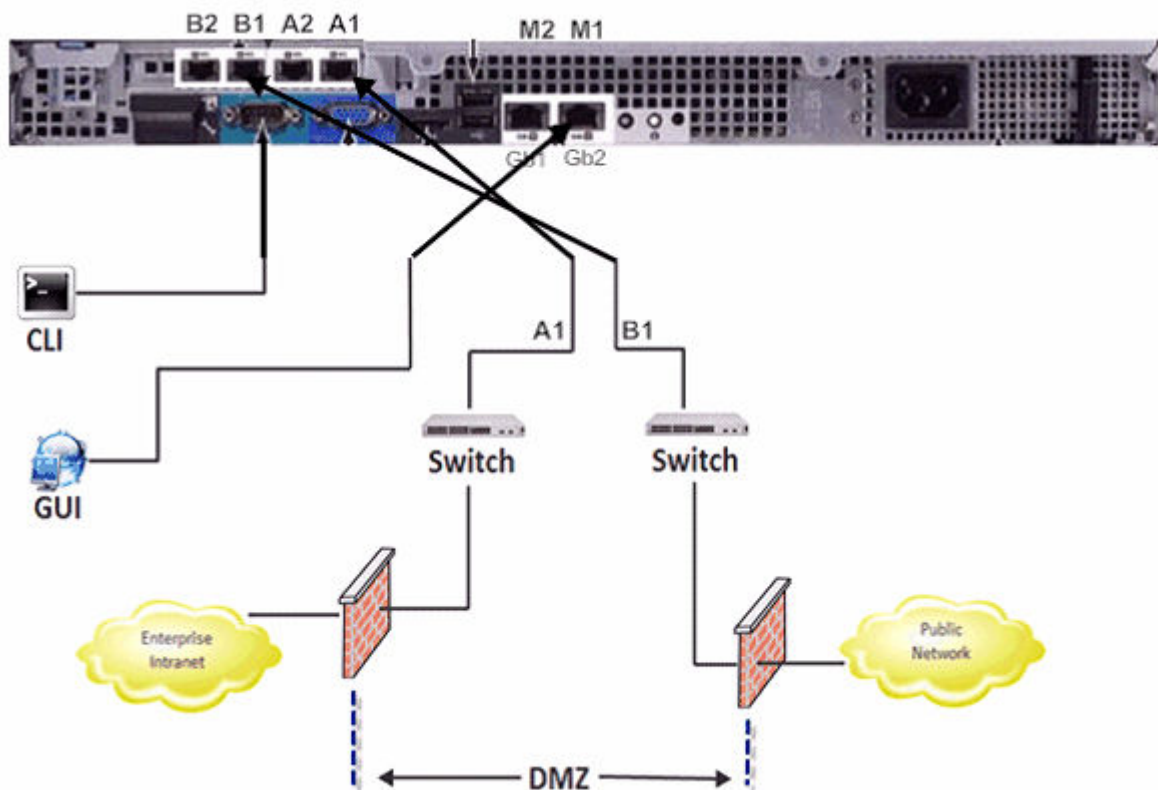 B2 B1 A2 A1
M2 M1
Gb1 Gb2
>_
CLI
A1 B1
Switch
Switch
GUI
Enterprise
Intranet
Public
Network
DMZ